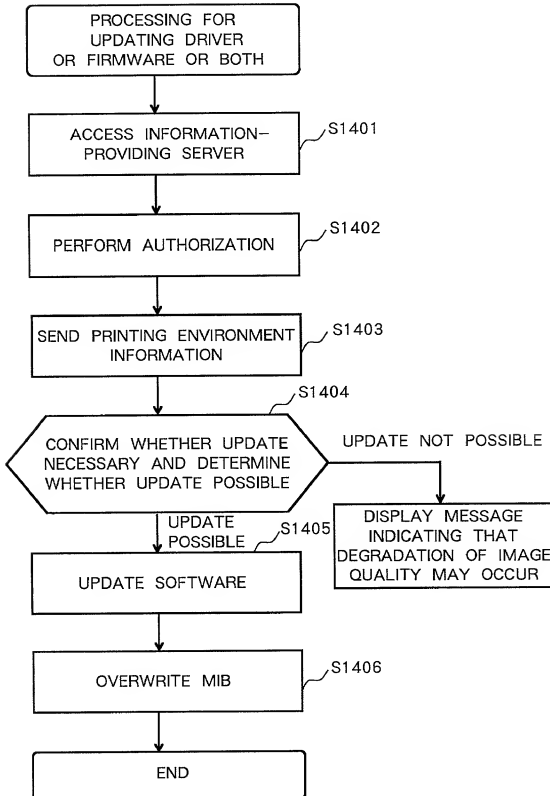 PROCESSING FOR
UPDATING DRIVER
OR FIRMWARE OR BOTH
ACCESS INFORMATION-
PROVIDING SERVER
S1401
PERFORM AUTHORIZATION
S1402
SEND PRINTING ENVIRONMENT
INFORMATION
S1403
S1404
CONFIRM WHETHER UPDATE
NECESSARY AND DETERMINE
WHETHER UPDATE POSSIBLE
UPDATE NOT POSSIBLE
DISPLAY MESSAGE
INDICATING THAT
DEGRADATION OF IMAGE
QUALITY MAY OCCUR
UPDATE
POSSIBLE
S1405
UPDATE SOFTWARE
OVERWRITE MIB
S1406
END